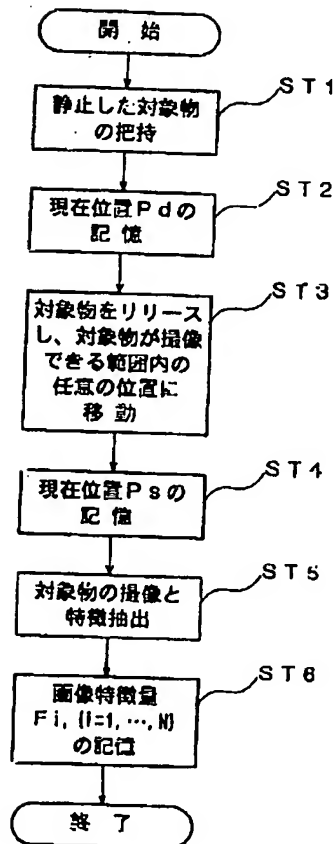 開始
ST1
静止した対象物
の把持
ST2
現在位置Pdの
記憶
ST3
対象物をリリース
し、対象物が撮像
できる範囲内の
任意の位置に
移動
ST4
現在位置Psの
記憶
ST5
対象物の撮像と
特徴抽出
ST6
画像特徴量
Fi, {i=1, …, N}
の記憶
終了